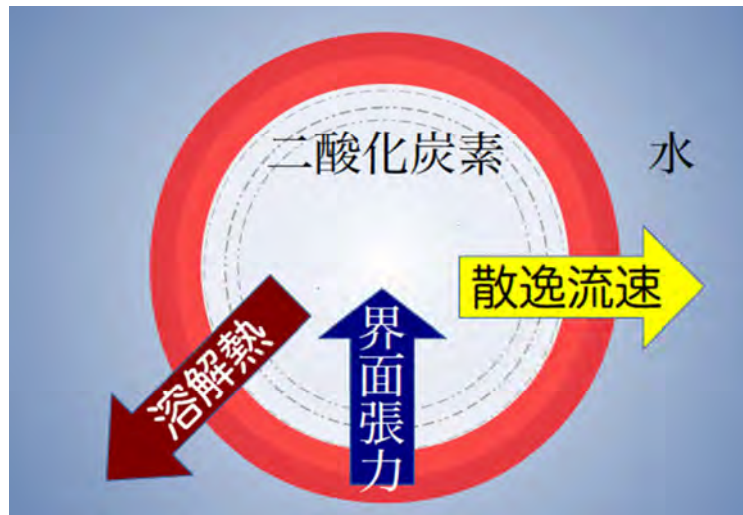 二酸化炭素
水
散逸流速
溶解熱
界面張力